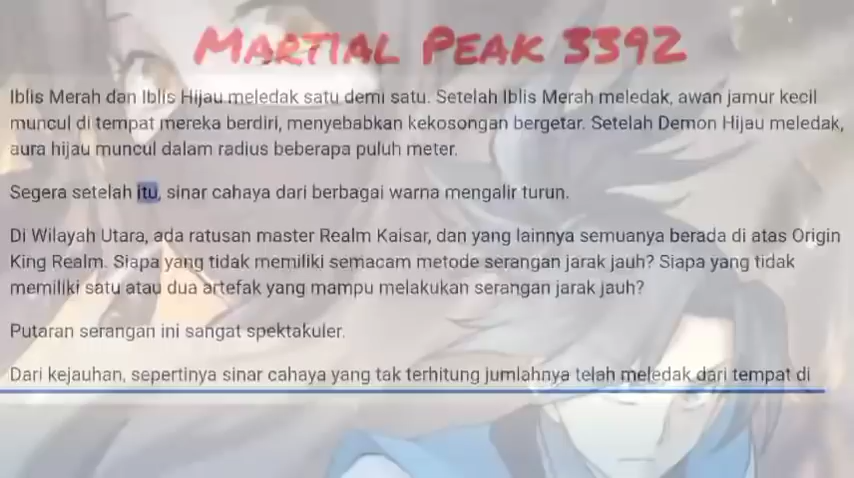 MARTIAL PEAK 3392
Iblis Merah dan Iblis Hijau meledak satu demi satu. Setelah Iblis Merah meledak, awan jamur kecil
muncul di tempat mereka berdiri, menyebabkan kekosongan bergetar. Setelah Demon Hijau meledak,
aura hijau muncul dalam radius beberapa puluh meter.
Segera setelah itu, sinar cahaya dari berbagai warna mengalir turun.
Di Wilayah Utara, ada ratusan master Realm Kaisar, dan yang lainnya semuanya berada di atas Origin
King Realm. Siapa yang tidak memiliki semacam metode serangan jarak jauh? Siapa yang tidak
memiliki satu atau dua artefak yang mampu melakukan serangan jarak jauh?
Putaran serangan ini sangat spektakuler.
Dari kejauhan, sepertinya sinar cahaya yang tak terhitung jumlahnya telah meledak dari tempat di